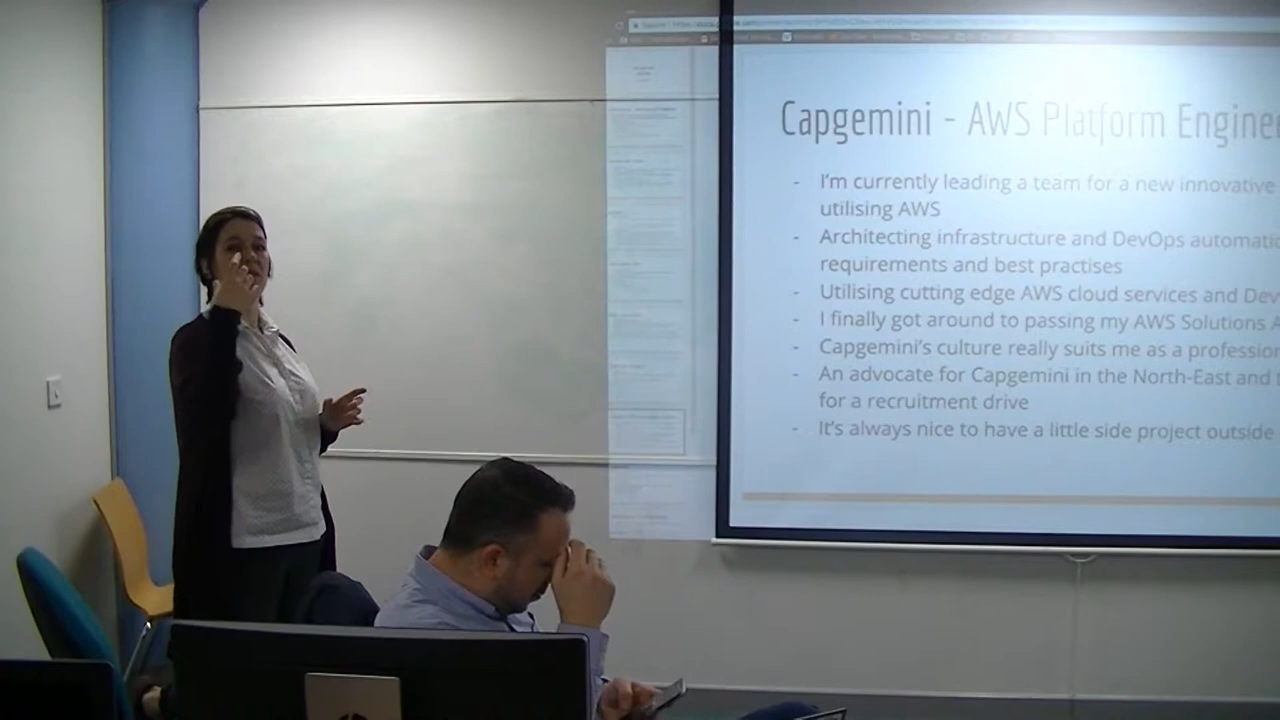 Capgemini - AWS Platform Engine
- I'm currently leading a team for a new innovative
utilising AWS
- Architecting infrastructure and DevOps automatic
requirements and best practises
- Utilising cutting edge AWS cloud services and Dev
- I finally got around to passing my AWS Solutions A
- Capgemini's culture really suits me as a profession
- An advocate for Capgemini in the North-East and
for a recruitment drive
- It's always nice to have a little side project outside